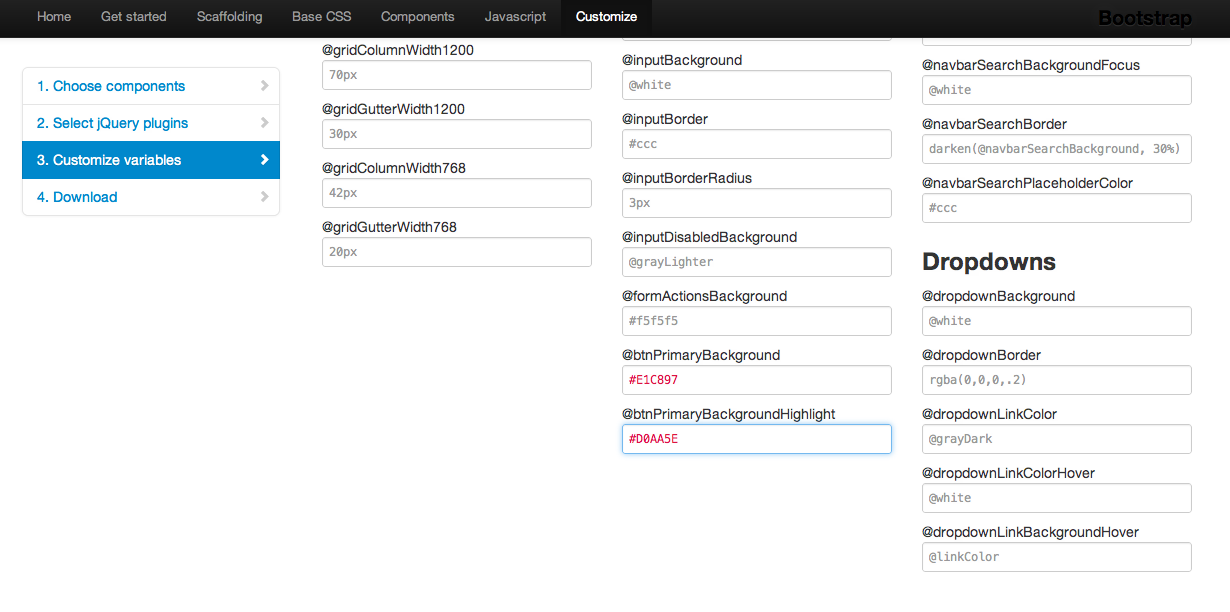 Home Get started Scaffolding Base CSS Components Javascript Customize Bootstrap
1. Choose components
2. Select jQuery plugins
3. Customize variables
4. Download
@gridColumnWidth1200
70px
@gridGutterWidth1200
30px
@gridColumnWidth768
42px
@gridGutterWidth768
20px
@inputBackground
@white
@inputBorder
#ccc
@inputBorderRadius
3px
@inputDisabledBackground
@grayLighter
@formActionsBackground
#f5f5f5
@btnPrimaryBackground
#E1C897
@btnPrimaryBackgroundHighlight
#D0AA5E
@navbarSearchBackgroundFocus
@white
@navbarSearchBorder
darken(@navbarSearchBackground, 30%)
@navbarSearchPlaceholderColor
#ccc
Dropdowns
@dropdownBackground
@white
@dropdownBorder
rgba(0,0,0,.2)
@dropdownLinkColor
@grayDark
@dropdownLinkColorHover
@white
@dropdownLinkBackgroundHover
@linkColor